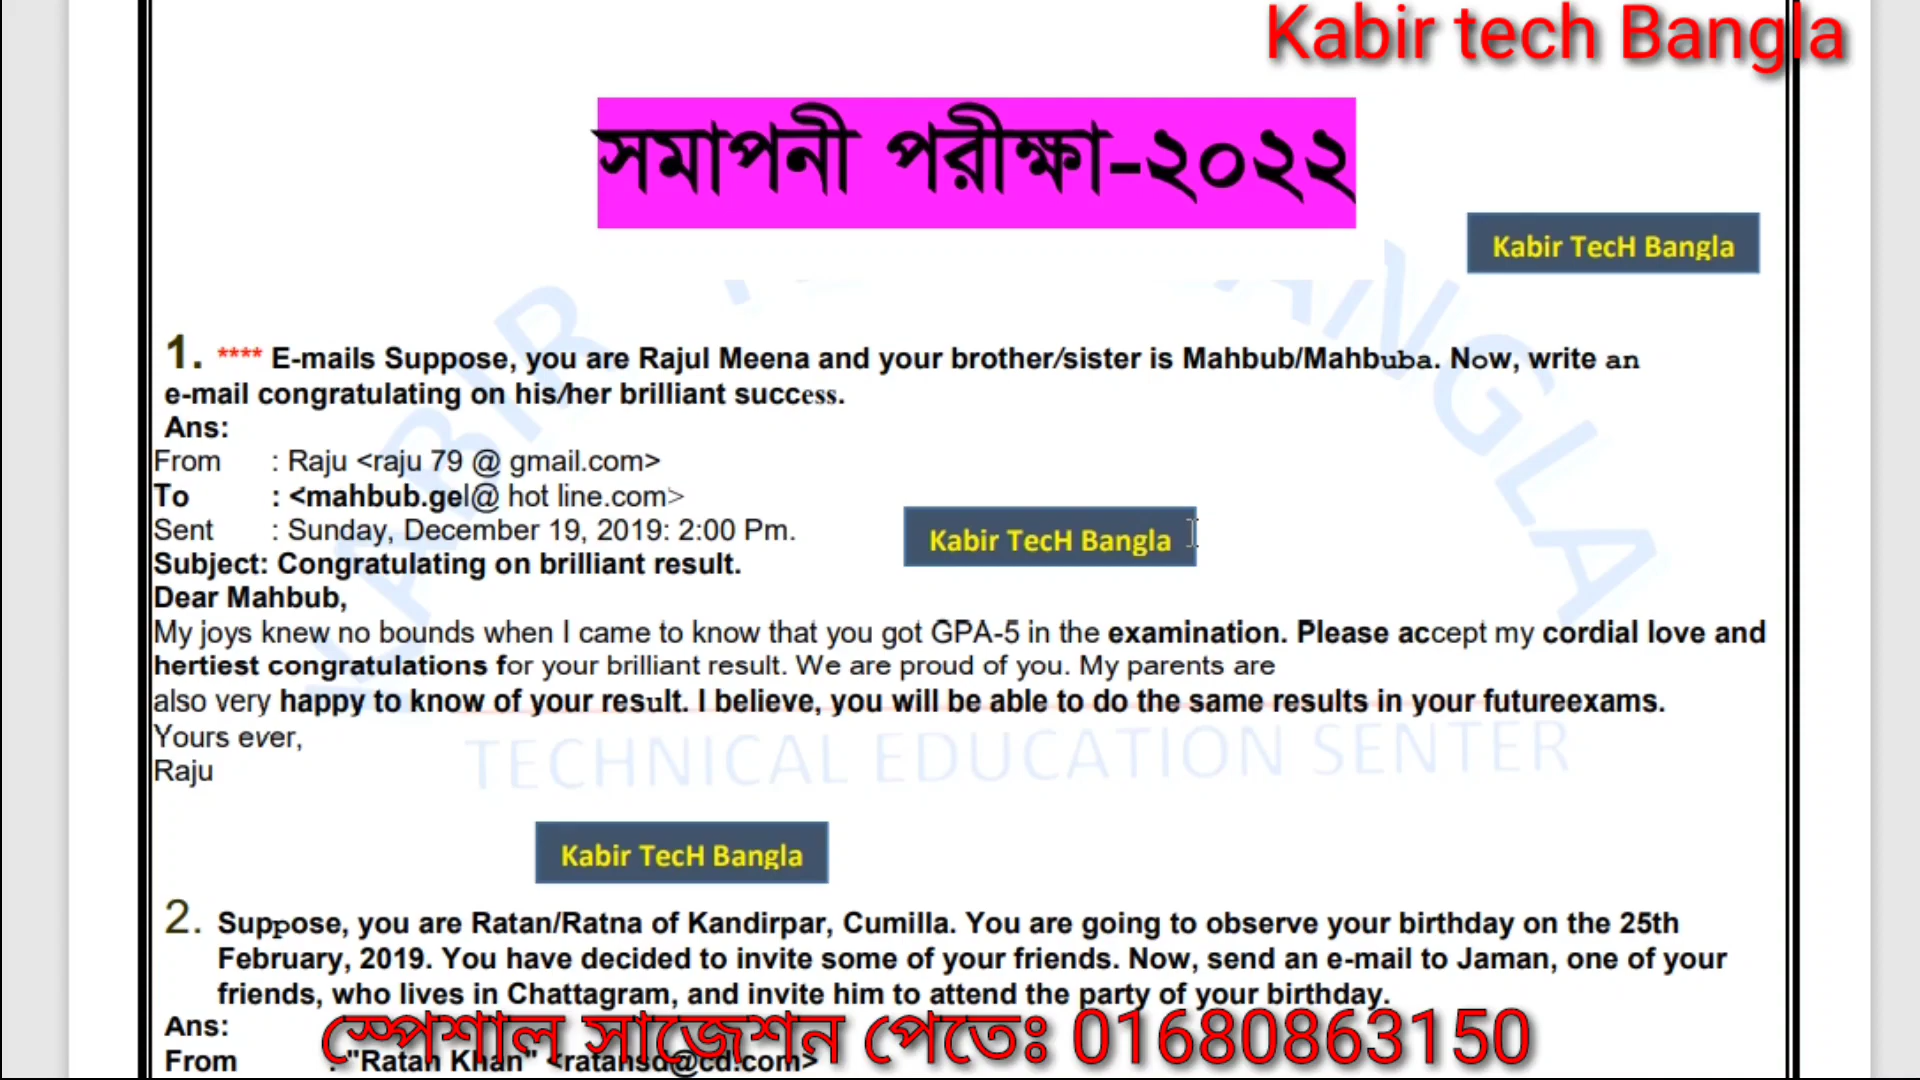 Kabir tech Bangla
সমাপনী পরীক্ষা-২০২২
Kabir TecH Bangla
1. **** E-mails Suppose, you are Rajul Meena and your brother/sister is Mahbub/Mahbuba. Now, write an
e-mail congratulating on his/her brilliant success.
Ans:
From : Raju <raju 79 @ gmail.com>
To : <mahbub.gel@ hot line.com>
Sent : Sunday, December 19, 2019: 2:00 Pm.
Kabir TecH Bangla
Subject: Congratulating on brilliant result.
Dear Mahbub,
My joys knew no bounds when I came to know that you got GPA-5 in the examination. Please accept my cordial love and
hertiest congratulations for your brilliant result. We are proud of you. My parents are
also very happy to know of your result. I believe, you will be able to do the same results in your futureexams.
Yours ever,
Raju
TECHNICAL EDUCATION SENTER
Kabir TecH Bangla
2. Suppose, you are Ratan/Ratna of Kandirpar, Cumilla. You are going to observe your birthday on the 25th
February, 2019. You have decided to invite some of your friends. Now, send an e-mail to Jaman, one of your
friends, who lives in Chattagram, and invite him to attend the party of your birthday.
Ans:
স্পেশাল সাজেশন পেতেঃ 01680863150
From : "Ratan Khan" <ratansd@cd.com>